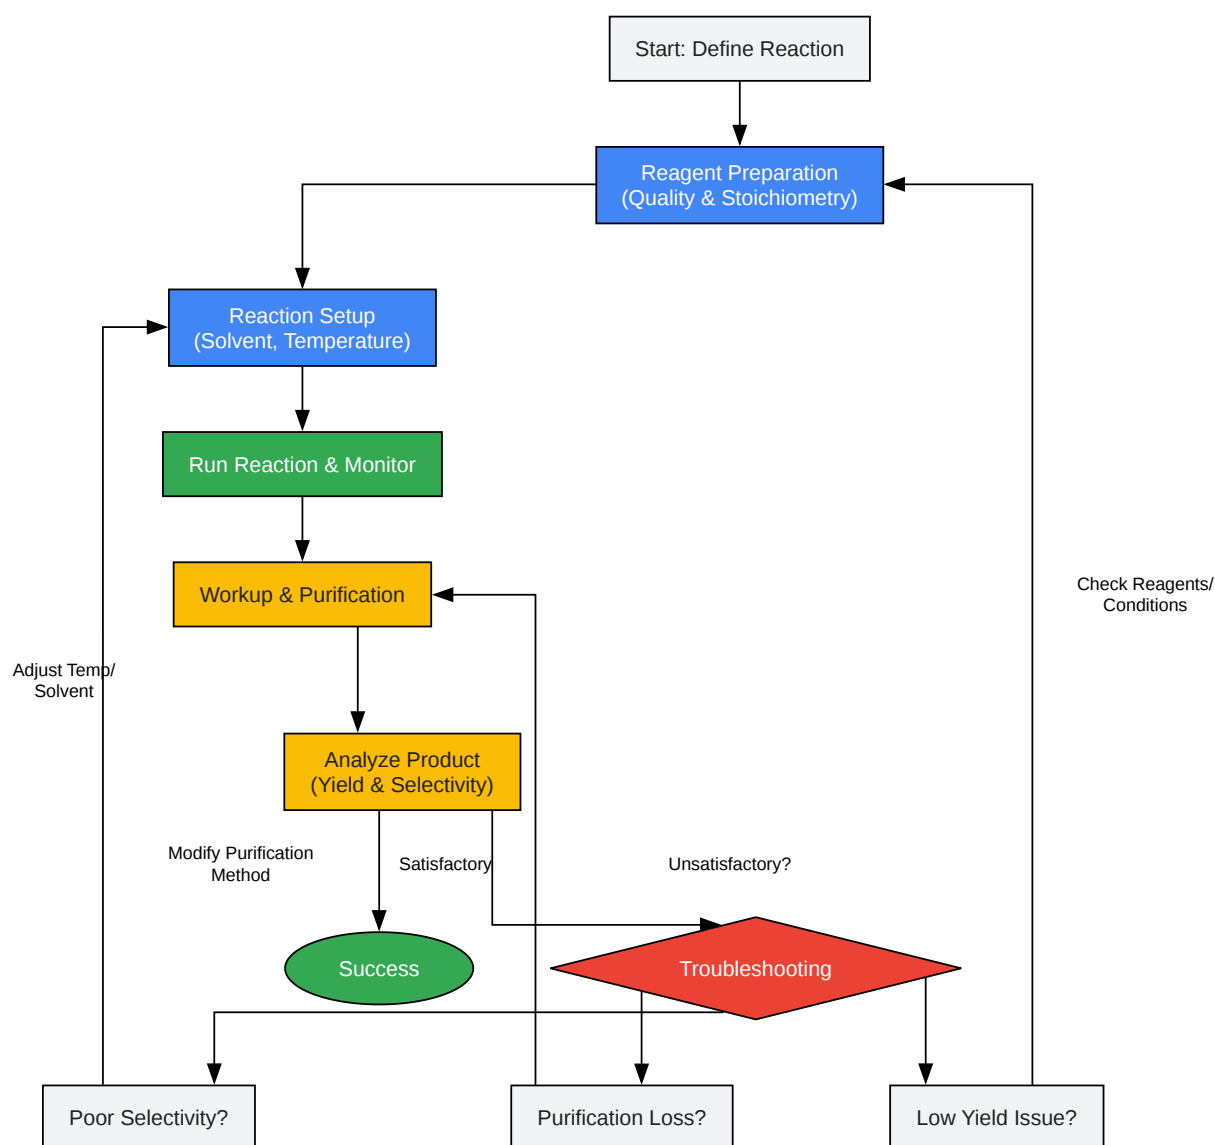 Start: Define Reaction
Reagent Preparation
(Quality & Stoichiometry)
Reaction Setup
(Solvent, Temperature)
Run Reaction & Monitor
Workup & Purification
Check Reagents/
Conditions
Adjust Temp/
Solvent
Analyze Product
(Yield & Selectivity)
Modify Purification
Method
Satisfactory
Unsatisfactory?
Success
Troubleshooting
Poor Selectivity?
Purification Loss?
Low Yield Issue?